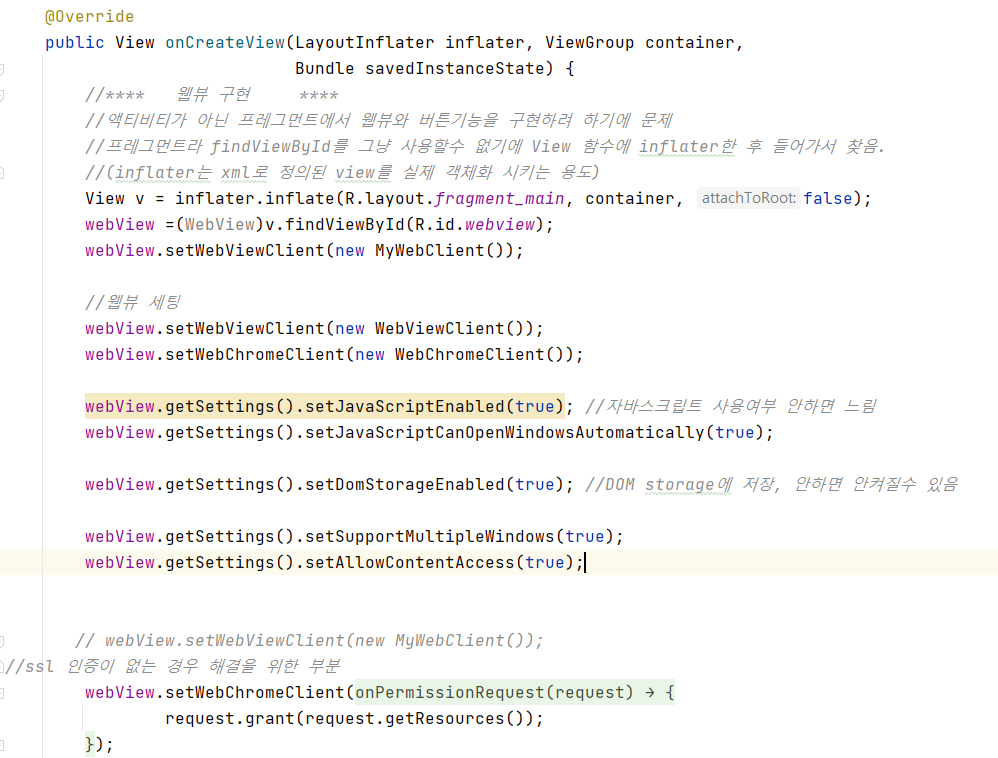 @Override
public View onCreateView(LayoutInflater inflater, ViewGroup container,
Bundle savedInstanceState) {
//**** 웹뷰 구현 ****
//액티비티가 아닌 프레그먼트에서 웹뷰와 버튼기능을 구현하려 하기에 문제
//프레그먼트라 findViewById를 그냥 사용할수 없기에 View 함수에 inflater한 후 들어가서 찾음.
//(inflater는 xml로 정의된 view를 실제 객체화 시키는 용도)
View v = inflater.inflate(R.layout.fragment_main, container, attachToRoot: false);
webView =(WebView)v.findViewById(R.id.webview);
webView.setWebViewClient(new MyWebClient());
//웹뷰 세팅
webView.setWebViewClient(new WebViewClient());
webView.setWebChromeClient(new WebChromeClient());
webView.getSettings().setJavaScriptEnabled(true); //자바스크립트 사용여부 안하면 느림
webView.getSettings().setJavaScriptCanOpenWindowsAutomatically(true);
webView.getSettings().setDomStorageEnabled(true); //DOM storage에 저장, 안하면 안켜질수 있음
webView.getSettings().setSupportMultipleWindows(true);
webView.getSettings().setAllowContentAccess(true);
// webView.setWebViewClient(new MyWebClient());
//ssl 인증이 없는 경우 해결을 위한 부분
webView.setWebChromeClient(onPermissionRequest(request) → {
request.grant(request.getResources());
});